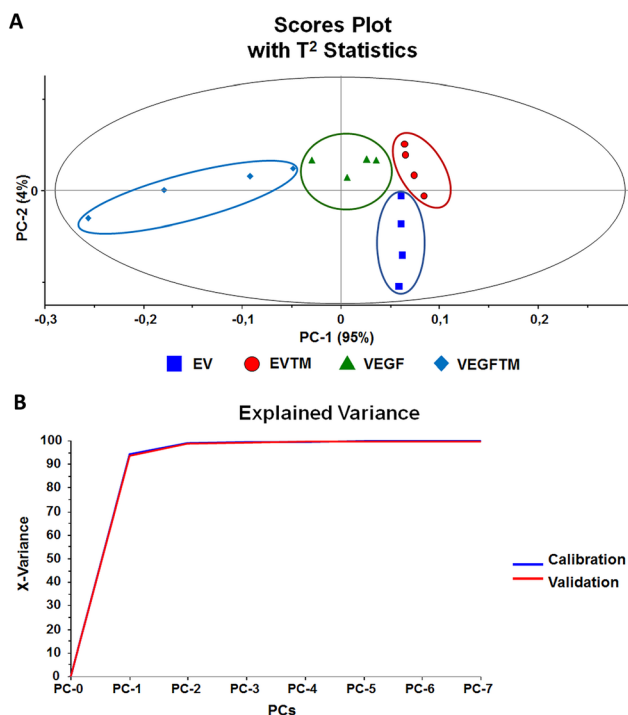 A
Scores Plot
with T² Statistics
PC-2 (4%)
0
-0,3
-0,2
-0,1
0
0,1
0,2
PC-1 (95%)
EV
EVTM
VEGF
VEGFTM
B
Explained Variance
X-Variance
100
90
80
70
60
50
40
30
20
10
0
PC-0
PC-1
PC-2
PC-3
PC-4
PC-5
PC-6
PC-7
PCs
Calibration
Validation